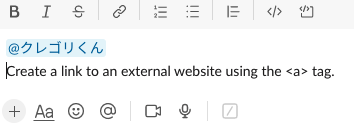 B I S
@クレゴリくん
Create a link to an external website using the <a> tag.
Aa